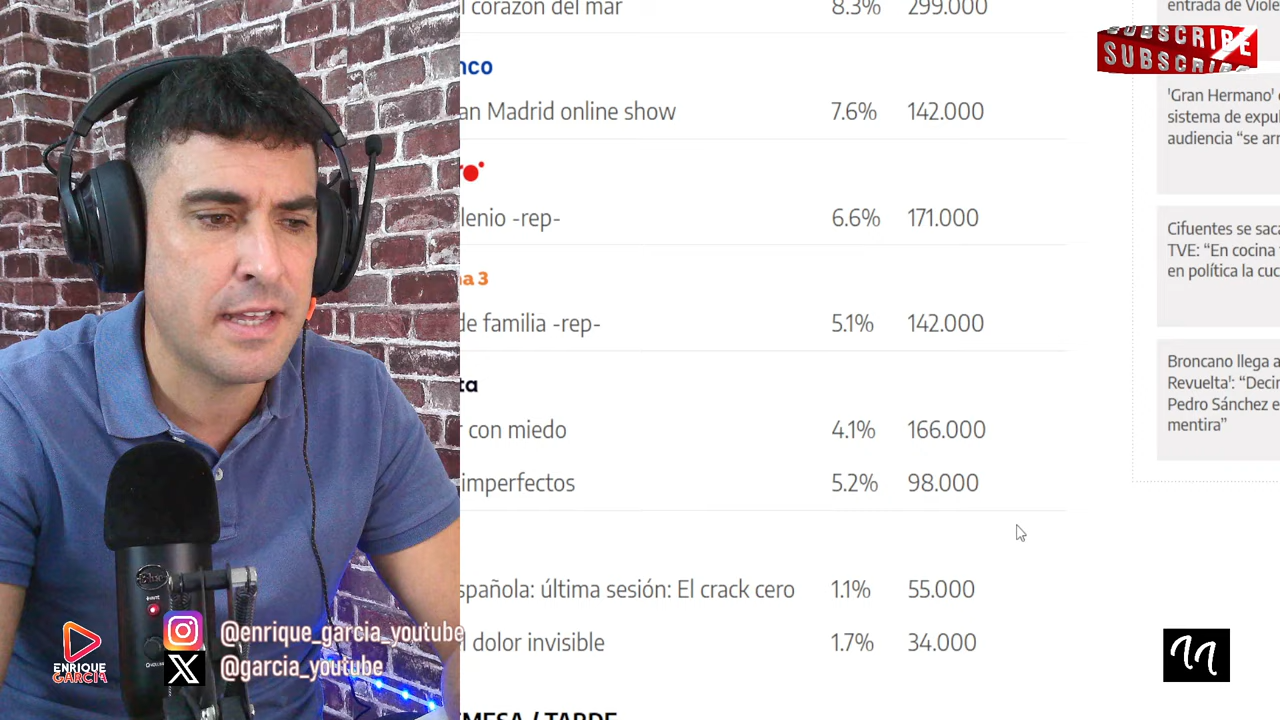 l corazón del mar 8.3% 299.000
nco
an Madrid online show 7.6% 142.000
lenio -rep- 6.6% 171.000
na 3
de familia -rep- 5.1% 142.000
ta
r con miedo 4.1% 166.000
imperfectos 5.2% 98.000
spañola: última sesión: El crack cero 1.1% 55.000
l dolor invisible 1.7% 34.000
EMESA / TARDE
entrada de Viole
SUBSCRIBE
SUBSCRIBE
'Gran Hermano'
sistema de expul
audiencia “se arr
Cifuentes se saca
TVE: “En cocina
en política la cuc
Broncano llega a
Revuelta': “Decir
Pedro Sánchez e
mentira”
ENRIQUE
GARCIA
@enrique_garcia_youtube
@garcia_youtube